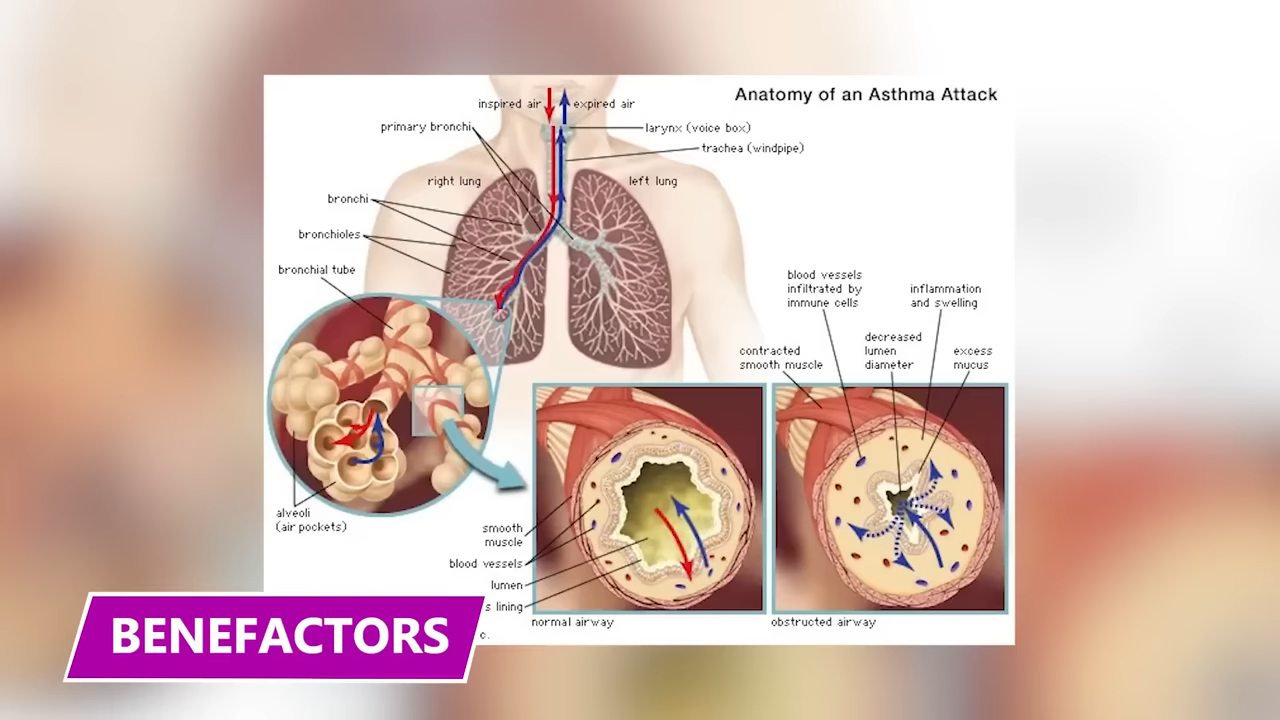 Anatomy of an Asthma Attack
inspired air
expired air
primary bronchi
larynx (voice box)
trachea (windpipe)
right lung
left lung
bronchi
bronchioles
bronchial tube
blood vessels
infiltrated by
immune cells
inflammation
and swelling
contracted
smooth muscle
decreased
lumen
diameter
excess
mucus
alveoli
(air pockets)
smooth
muscle
blood vessels
lumen
s lining
c.
normal airway
obstructed airway
BENEFACTORS